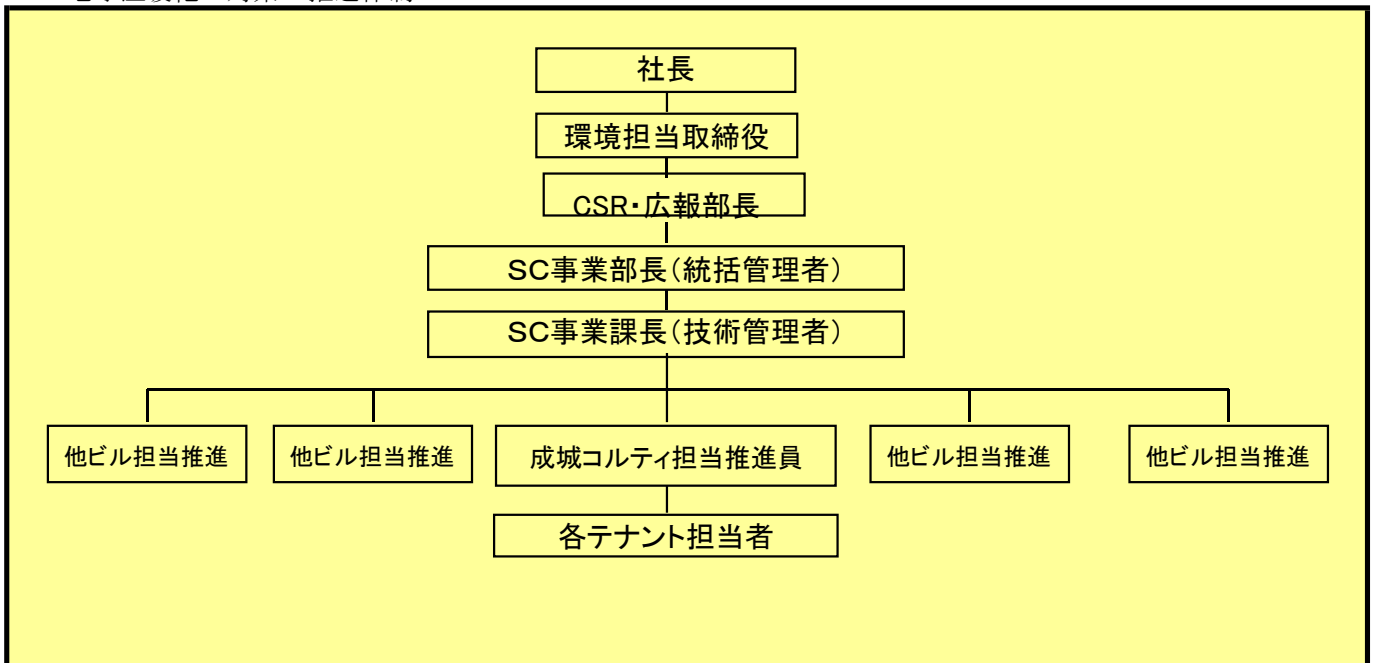 社長
環境担当取締役
CSR・広報部長
SC事業部長（統括管理者）
SC事業課長（技術管理者）
他ビル担当推進 他ビル担当推進 成城コルティ担当推進員 他ビル担当推進 他ビル担当推進
各テナント担当者